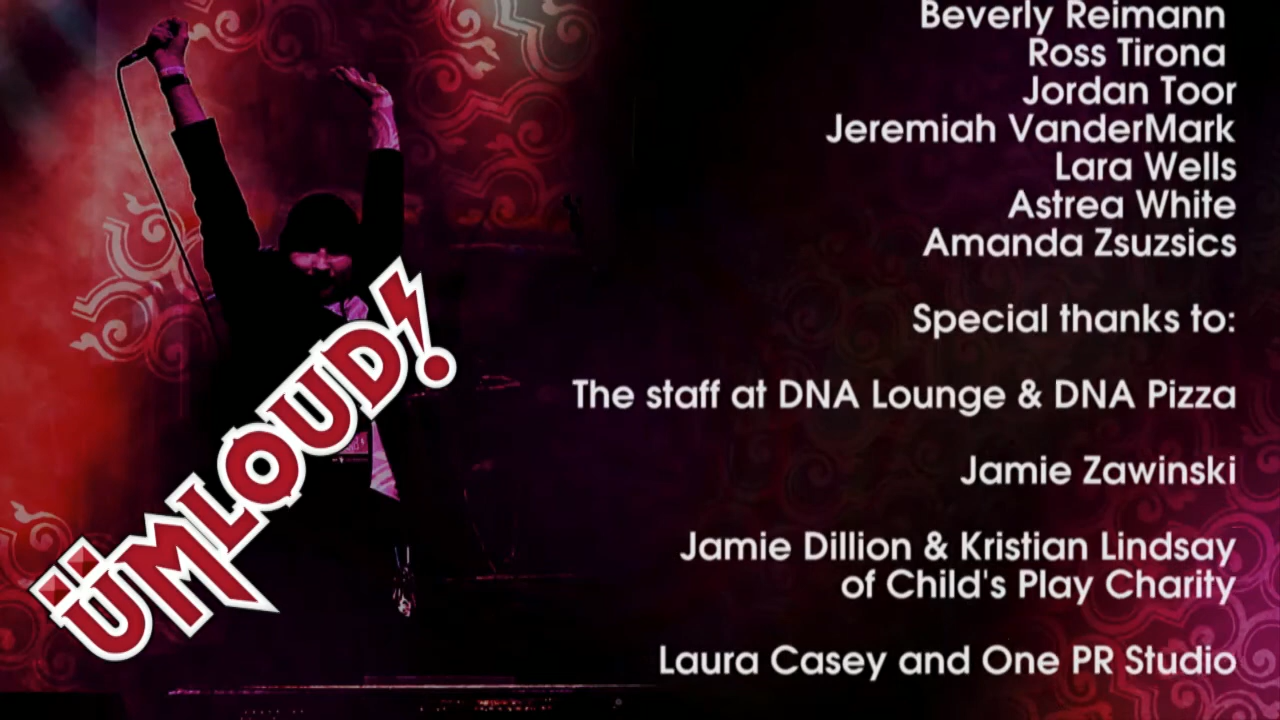 Beverly Reimann
Ross Tirona
Jordan Toor
Jeremiah VanderMark
Lara Wells
Astrea White
Amanda Zsuzsics
Special thanks to:
The staff at DNA Lounge & DNA Pizza
Jamie Zawinski
Jamie Dillion & Kristian Lindsay
of Child's Play Charity
Laura Casey and One PR Studio
ÜMLOUD!